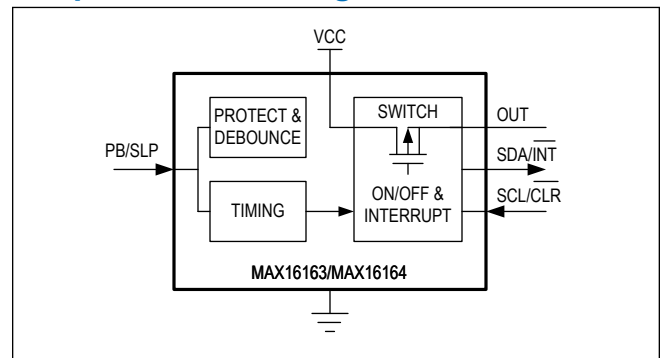 VCC
PROTECT &
DEBOUNCE
SWITCH
OUT
PB/SLP
SDA/INT
SCL/CLR
TIMING
ON/OFF &
INTERRUPT
MAX16163/MAX16164